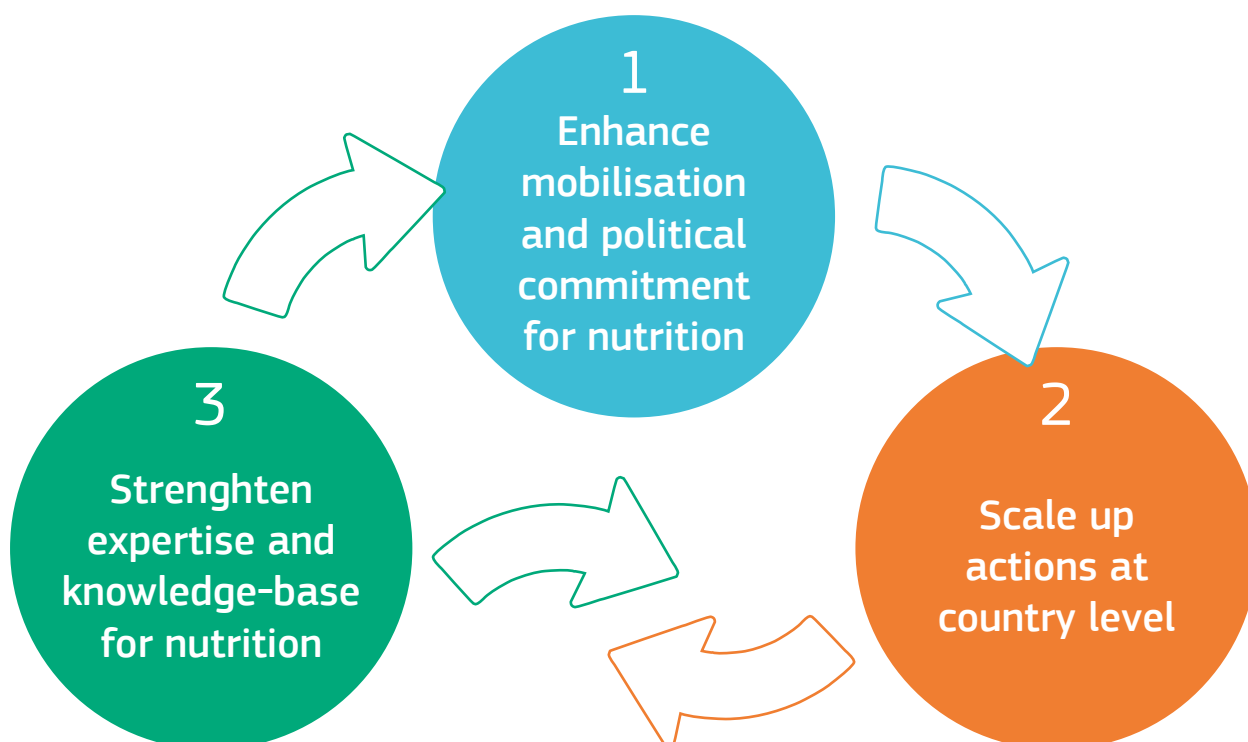 1
Enhance
mobilisation
and political
commitment
for nutrition
2
Scale up
actions at
country level
3
Strenghten
expertise and
knowledge-base
for nutrition